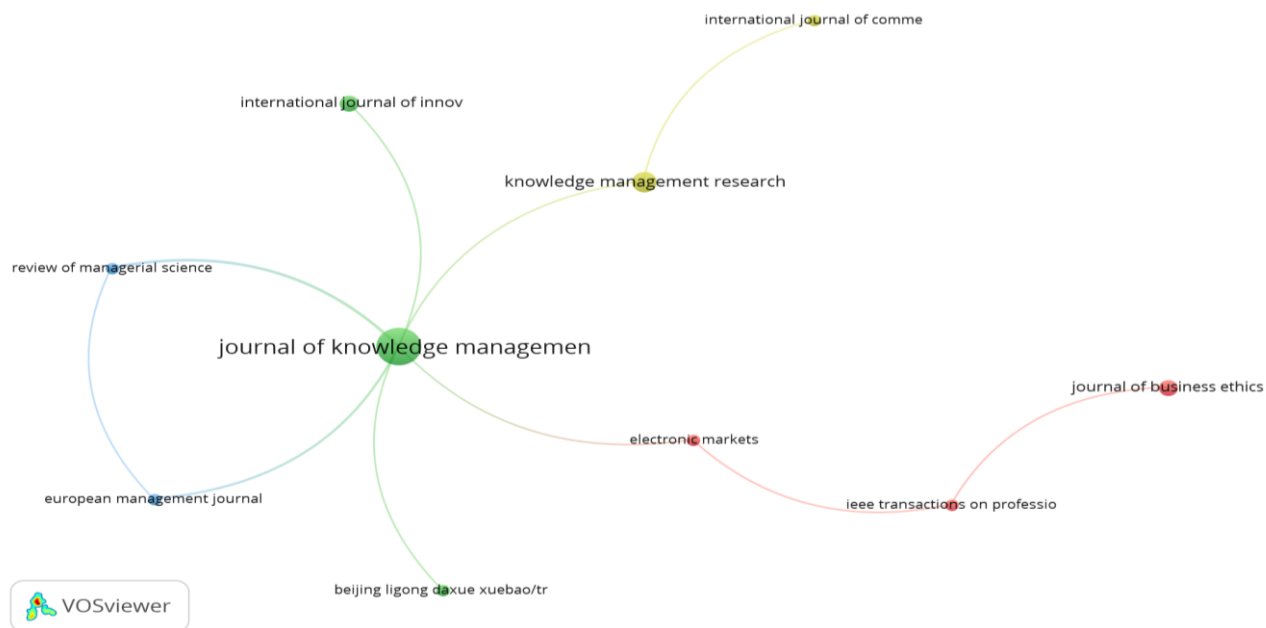 international journal of comme
international journal of innov
knowledge management research
review of managerial science
journal of knowledge managemen
journal of business ethics
electronic markets
european management journal
ieee transactions on professio
beijing ligong daxue xuebao/tr
VOSviewer